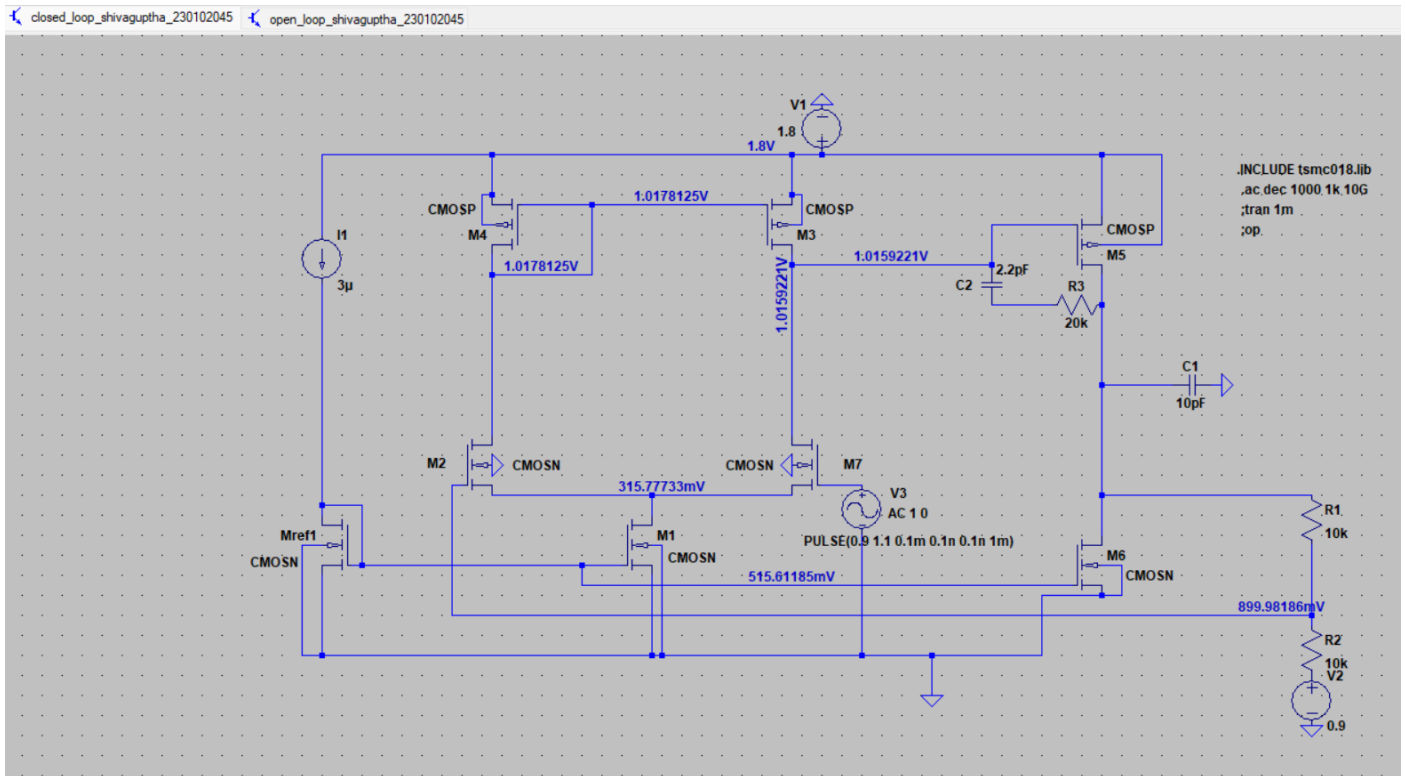 closed_loop_shivaguptha_230102045
open_loop_shivaguptha_230102045
V1
1.8
1.8V
.INCLUDE tsmc018.lib
.ac dec 1000 1k 10G
;tran 1m
;op
CMOSP
M4
1.0178125V
CMOSP
M3
CMOSP
M5
I1
3µ
1.0178125V
1.0159221V
1.0159221V
C2
2.2pF
R3
20k
C1
10pF
M2
CMOSN
CMOSN
M7
315.77733mV
V3
AC 1 0
PULSE(0.9 1.1 0.1m 0.1n 0.1n 1m)
R1
10k
Mref1
CMOSN
M1
CMOSN
M6
CMOSN
515.61185mV
899.98186mV
R2
10k
V2
0.9